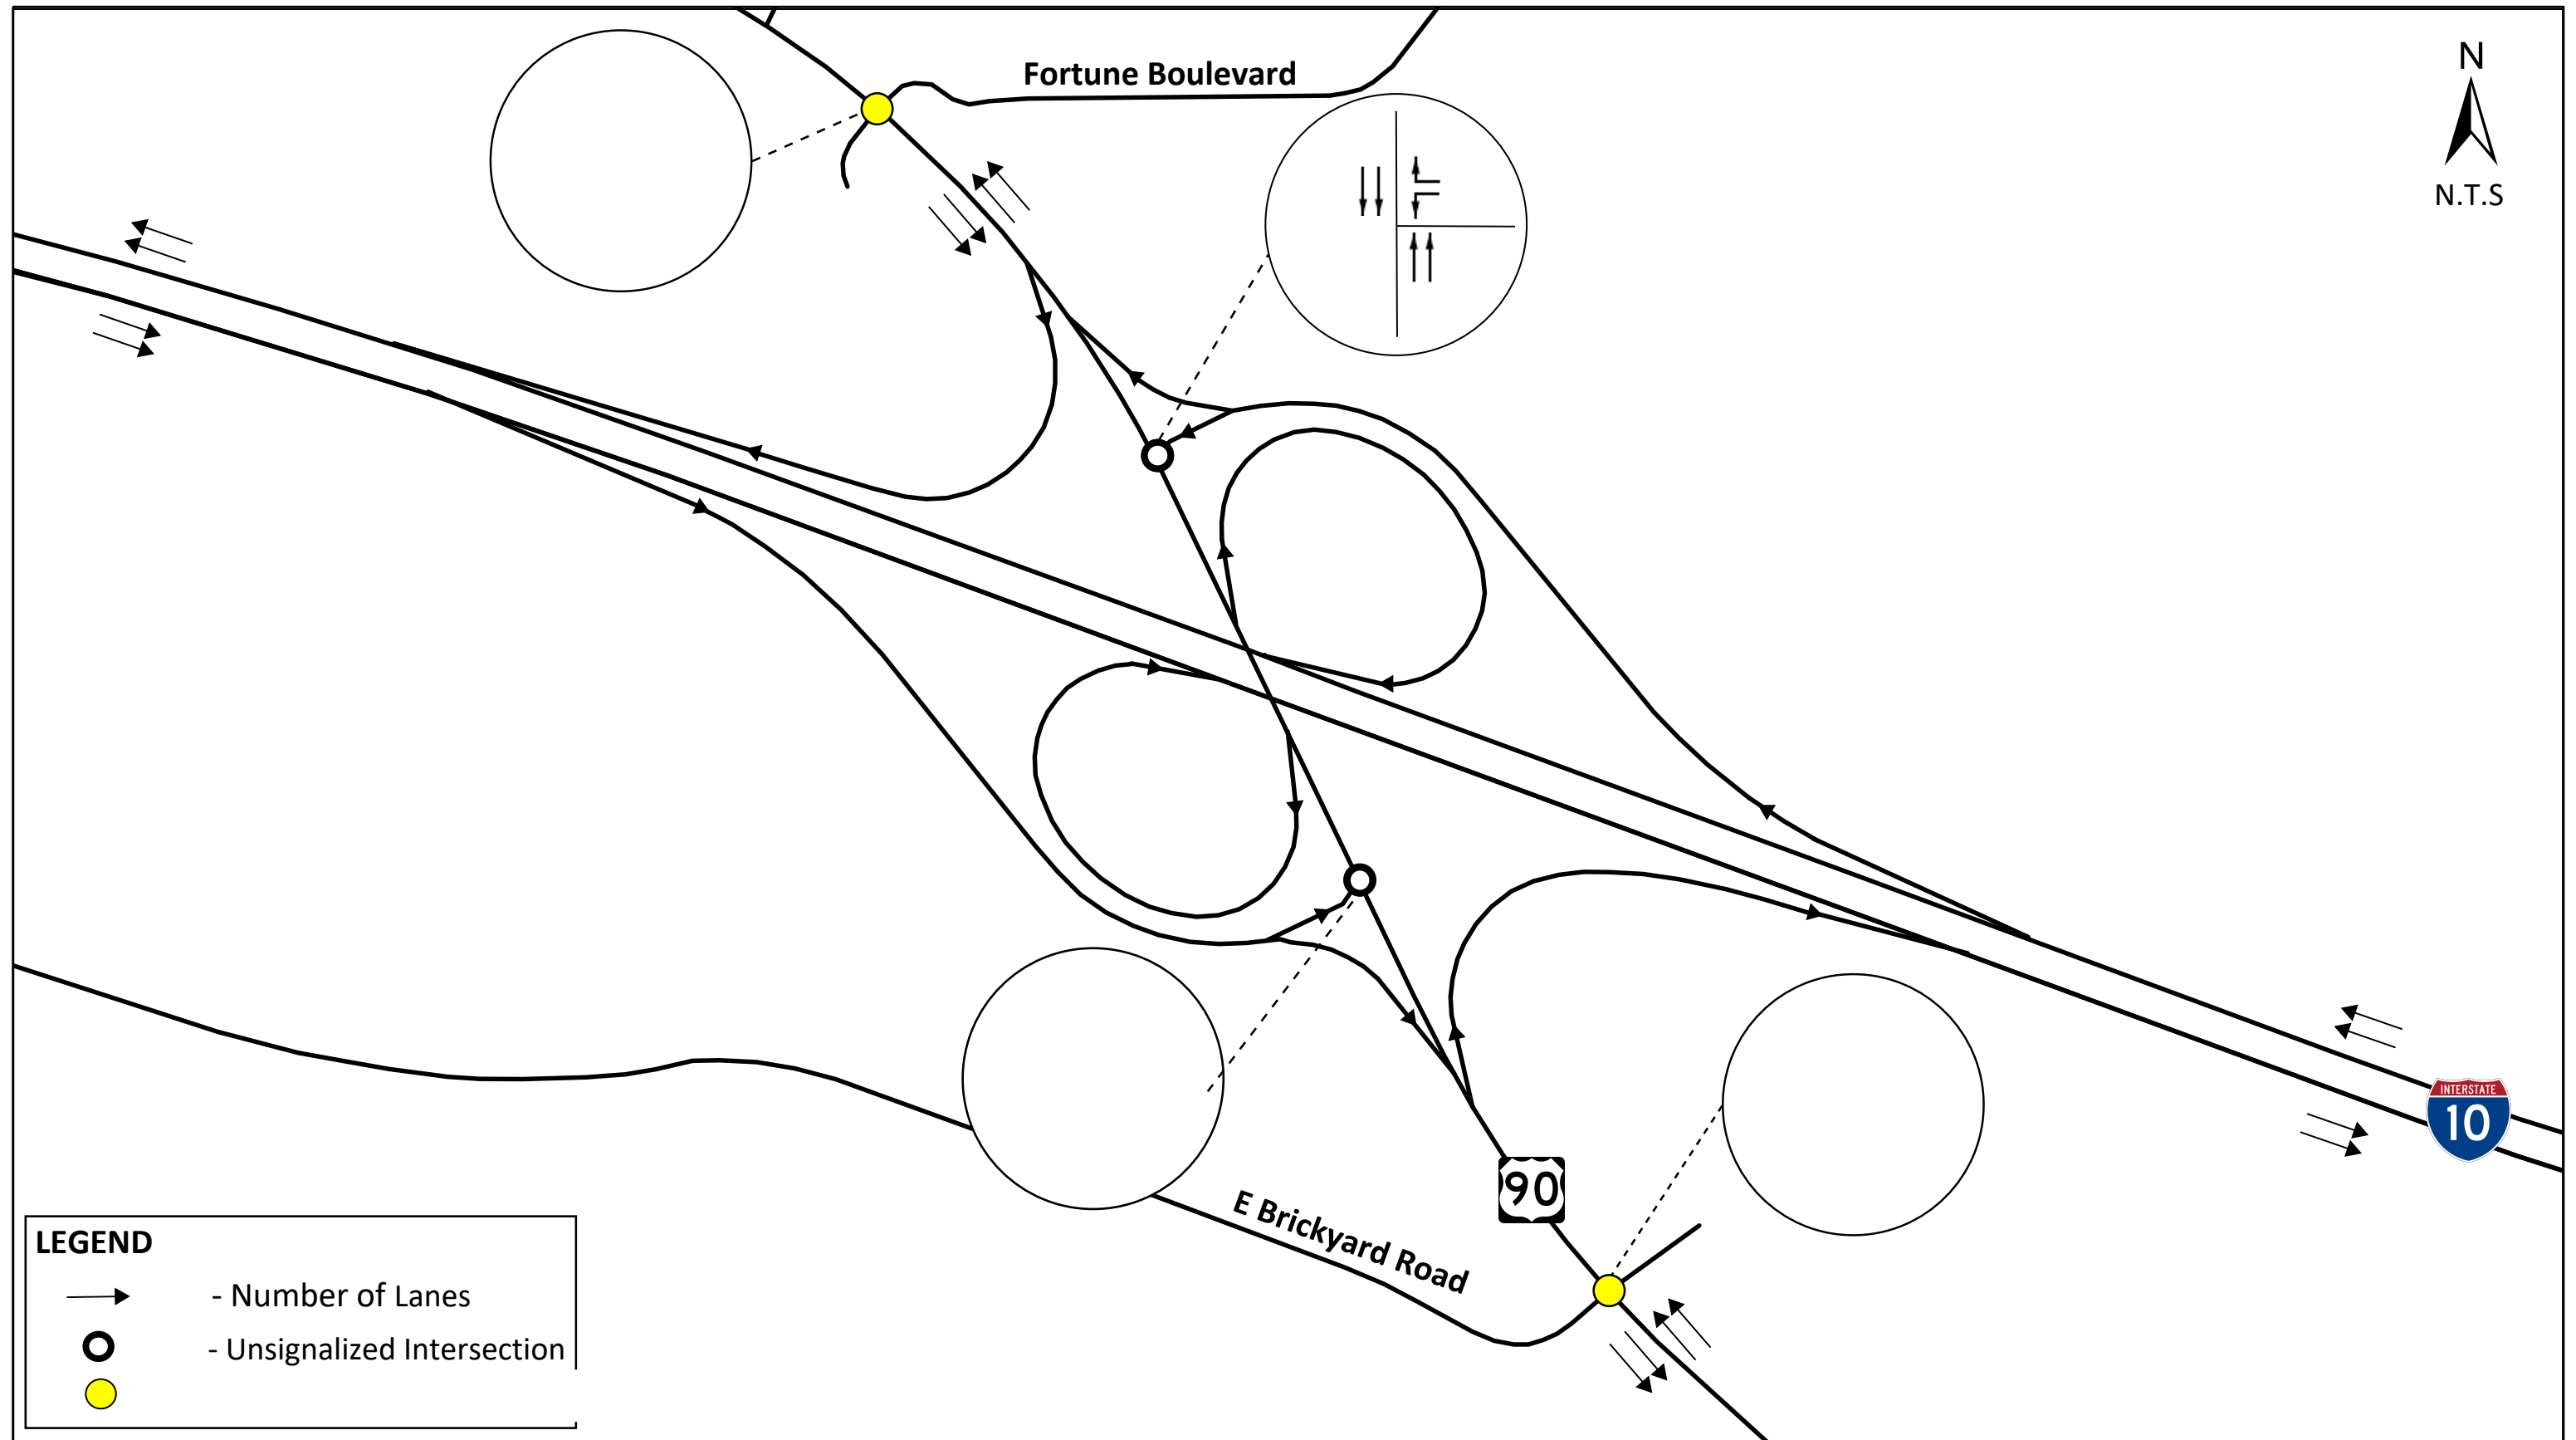 Fortune Boulevard
N
N.T.S
INTERSTATE
10
90
E Brickyard Road
LEGEND
- Number of Lanes
- Unsignalized Intersection